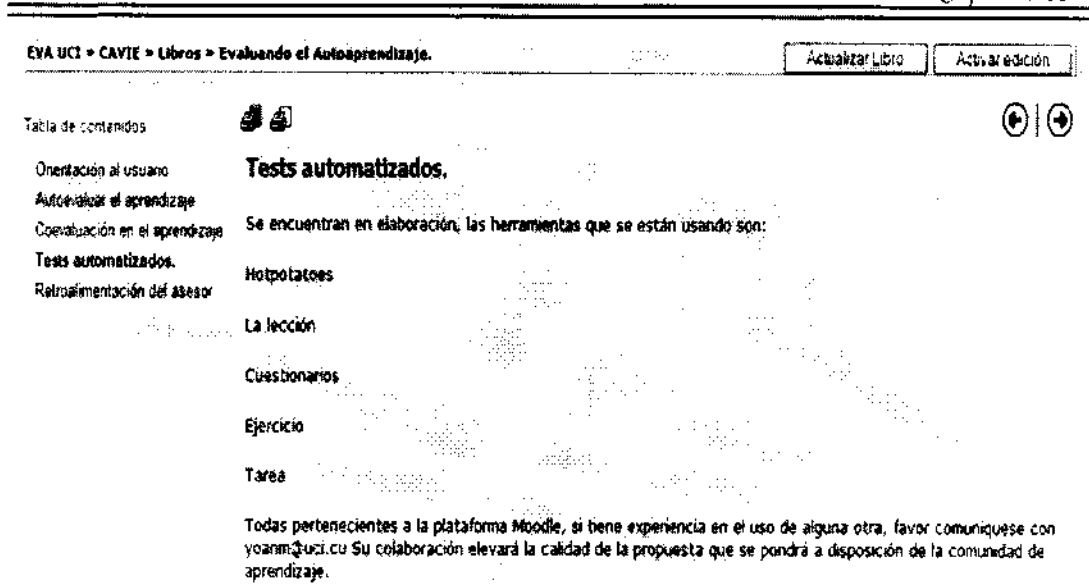 EVA UCI » CAVIE » Libros » Evaluando el Autoaprendizaje.
Actualizar Libro
Activar edición
Tabla de contenidos
Orientación al usuario
Autoevaluar el aprendizaje
Coevaluación en el aprendizaje
Tests automatizados.
Retroalimentación del asesor
Tests automatizados.
Se encuentran en elaboración, las herramientas que se están usando son:
Hotpotatoes
La lección
Cuestionarios
Ejercicio
Tarea
Todas pertenecientes a la plataforma Moodle, si tiene experiencia en el uso de alguna otra, favor comuniquese con
yoanm@uci.cu Su colaboración elevará la calidad de la propuesta que se pondrá a disposición de la comunidad de
aprendizaje.